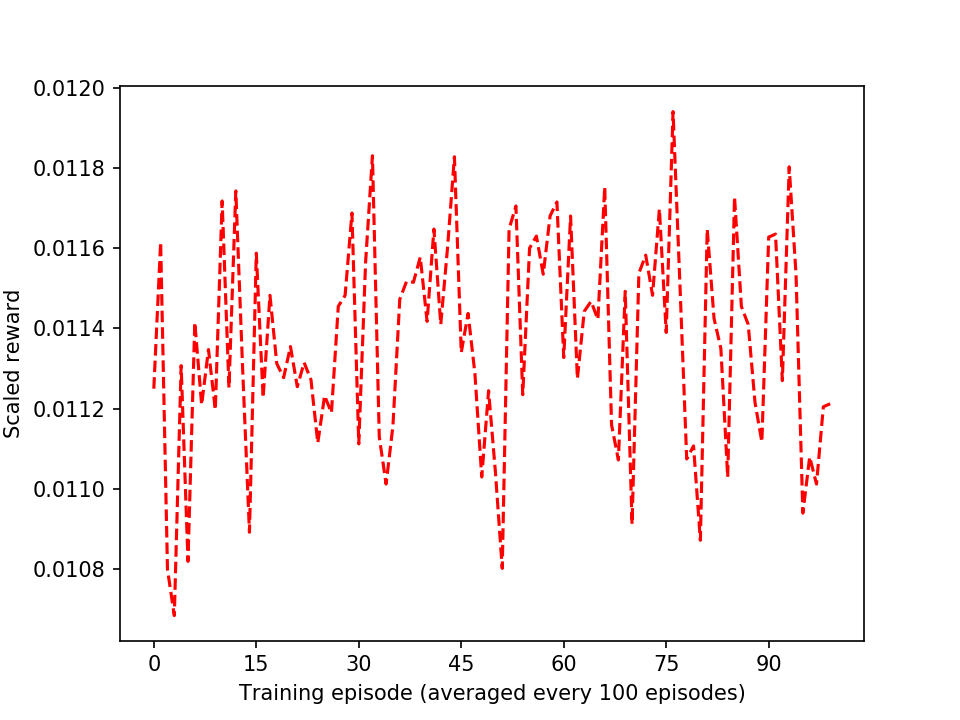 0.0120
0.0118
0.0116
0.0114
0.0112
0.0110
0.0108
Scaled reward
0 15 30 45 60 75 90
Training episode (averaged every 100 episodes)